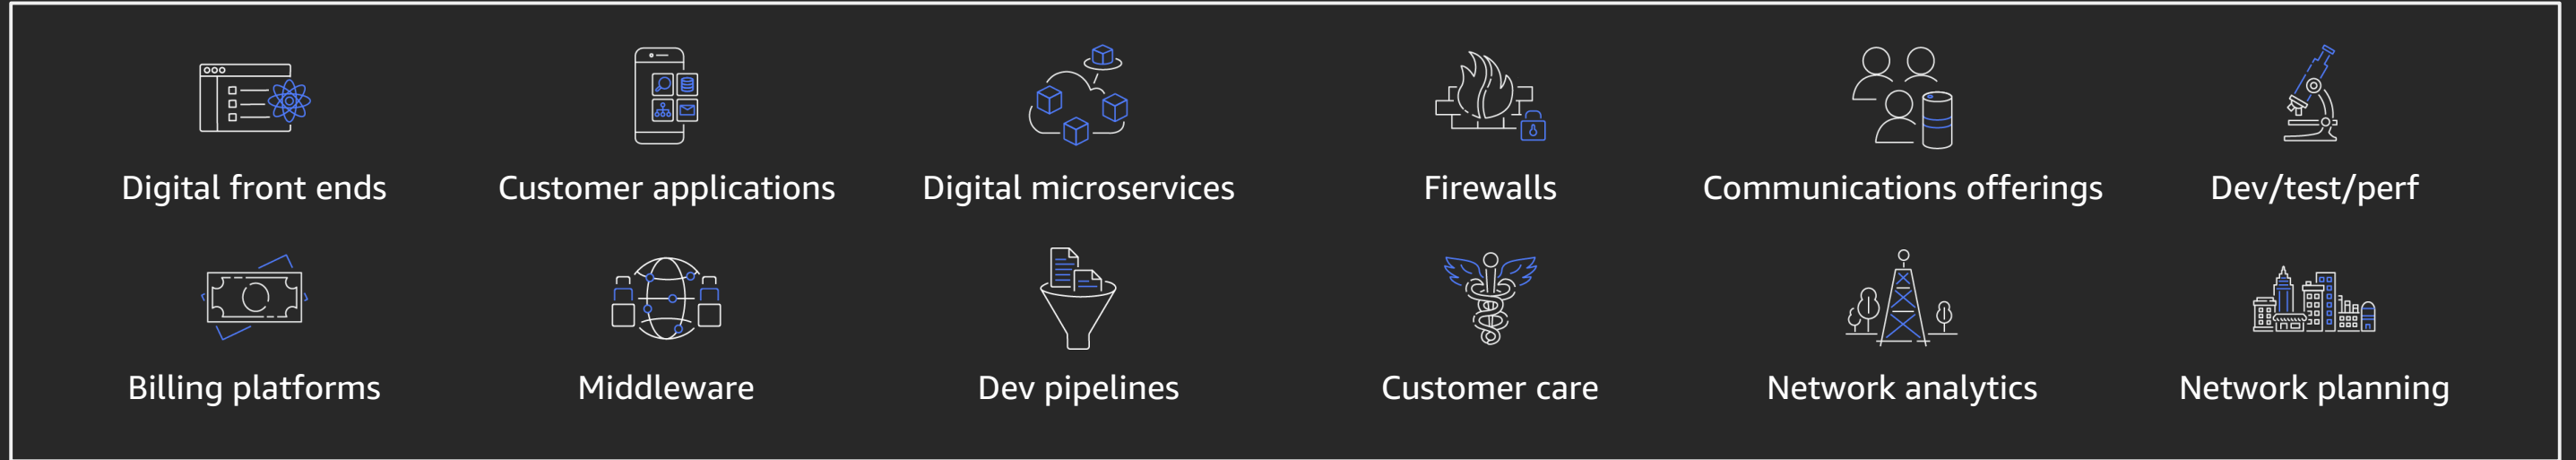 Digital front ends
Customer applications
Digital microservices
Firewalls
Communications offerings
Dev/test/perf
Billing platforms
Middleware
Dev pipelines
Customer care
Network analytics
Network planning